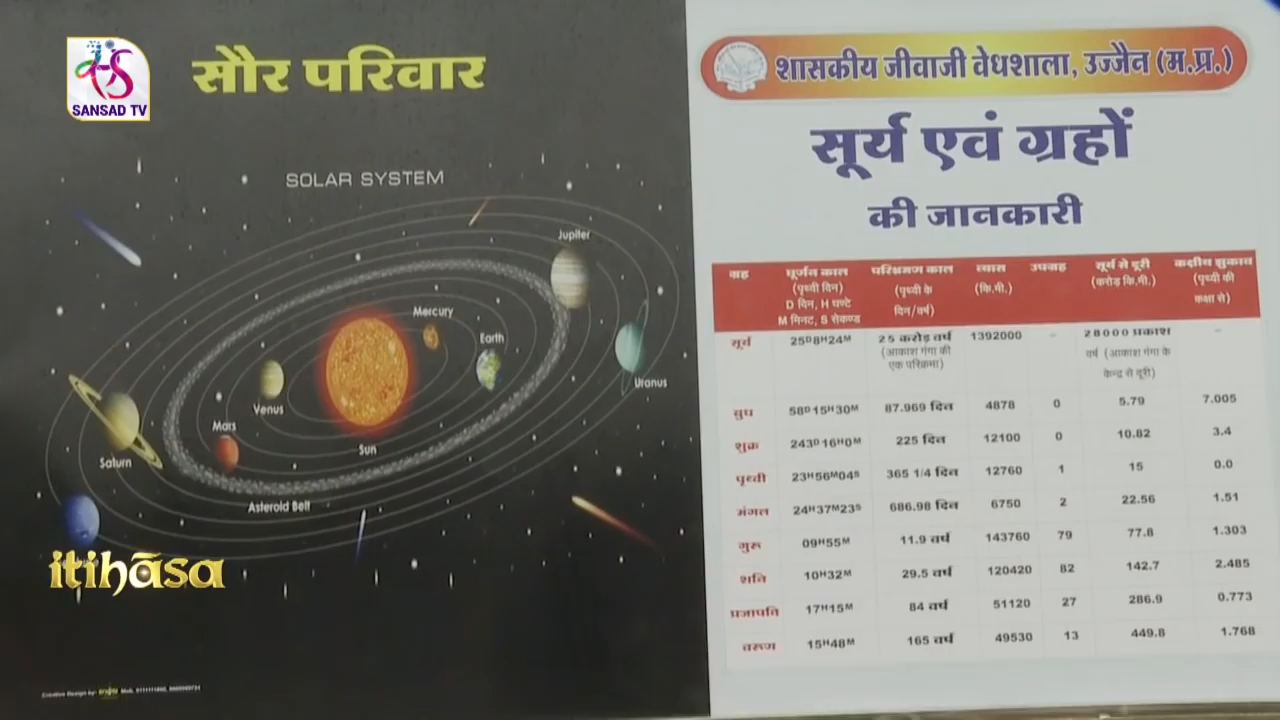 SANSAD TV
सौर परिवार
SOLAR SYSTEM
Jupiter
Mercury
Earth
Uranus
Venus
Mars
Sun
Saturn
Asteroid Belt
itihāsa
शासकीय जीवाजी वेधशाला, उज्जैन (म.प्र.)
सूर्य एवं ग्रहों
की जानकारी
ग्रह घूर्णन काल (पृथ्वी दिन) D दिन, H घण्टे M मिनट, S सेकण्ड परिभ्रमण काल (पृथ्वी के दिन/वर्ष) व्यास (कि.मी.) उपग्रह सूर्य से दूरी (करोड़ कि.मी.) कक्षीय झुकाव (पृथ्वी की कक्षा से)
सूर्य 25D8H24M 25 करोड़ वर्ष (आकाश गंगा की एक परिक्रमा) 1392000 - 28000 प्रकाश वर्ष (आकाश गंगा के केन्द्र से दूरी) -
बुध 58D15H30M 87.969 दिन 4878 0 5.79 7.005
शुक्र 243D16H0M 225 दिन 12100 0 10.82 3.4
पृथ्वी 23H56M04S 365 1/4 दिन 12760 1 15 0.0
मंगल 24H37M23S 686.98 दिन 6750 2 22.56 1.51
गुरू 09H55M 11.9 वर्ष 143760 79 77.8 1.303
शनि 10H32M 29.5 वर्ष 120420 82 142.7 2.485
प्रजापति 17H15M 84 वर्ष 51120 27 286.9 0.773
वरूण 15H48M 165 वर्ष 49530 13 449.8 1.768
Creative Design by:-